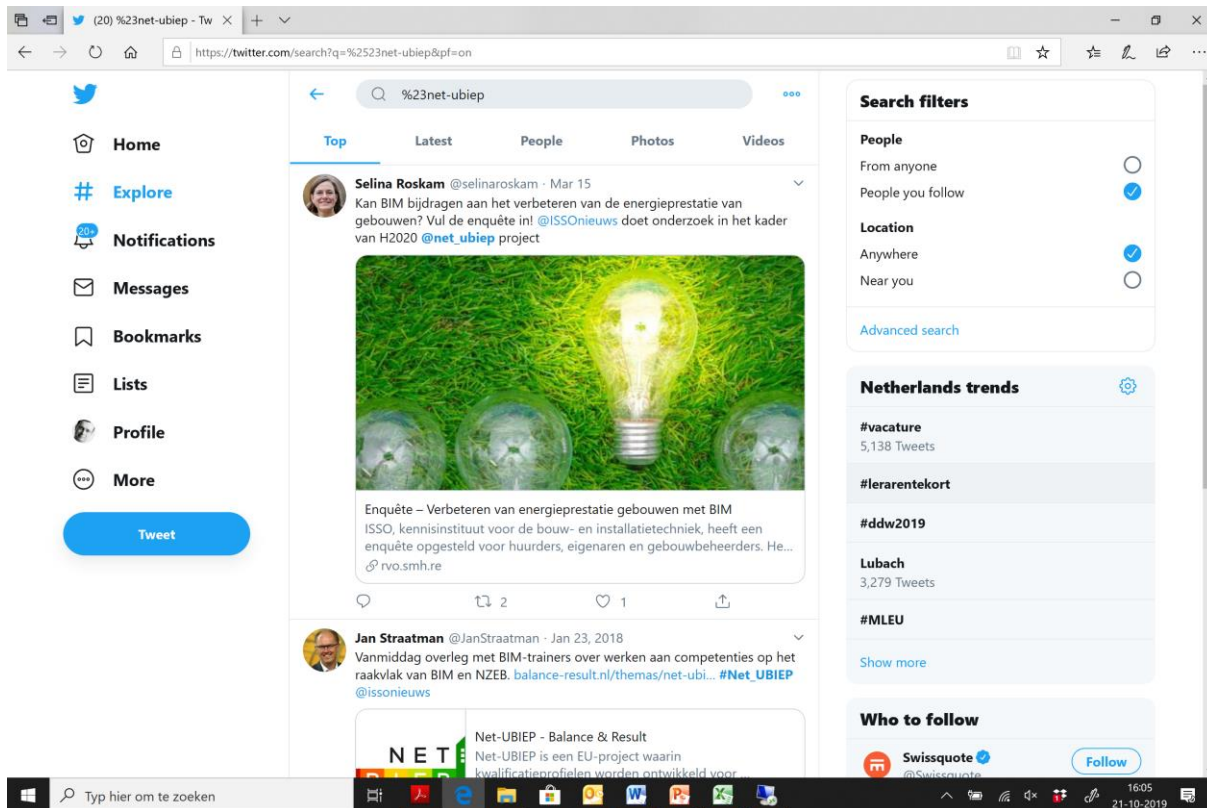 (20) %23net-ubiep - Tw
https://twitter.com/search?q=%2523net-ubiep&pf=on
%23net-ubiep
Home
Explore
20+
Notifications
Messages
Bookmarks
Lists
Profile
More
Tweet
Top Latest People Photos Videos
Selina Roskam @selinaroskam · Mar 15
Kan BIM bijdragen aan het verbeteren van de energieprestatie van
gebouwen? Vul de enquête in! @ISSOnieuws doet onderzoek in het kader
van H2020 @net_ubiep project
Enquête – Verbeteren van energieprestatie gebouwen met BIM
ISSO, kennisinstituut voor de bouw- en installatietechniek, heeft een
enquête opgesteld voor huurders, eigenaren en gebouwbeheerders. He...
rvo.smh.re
2 1
Jan Straatman @JanStraatman · Jan 23, 2018
Vanmiddag overleg met BIM-trainers over werken aan competenties op het
raakvlak van BIM en NZEB. balance-result.nl/themas/net-ubi... #Net_UBIEP
@issonieuws
NET
Net-UBIEP - Balance & Result
Net-UBIEP is een EU-project waarin
kwalificatieprofielen worden ontwikkeld voor ...
Search filters
People
From anyone
People you follow
Location
Anywhere
Near you
Advanced search
Netherlands trends
#vacature
5,138 Tweets
#lerarentekort
#ddw2019
Lubach
3,279 Tweets
#MLEU
Show more
Who to follow
Swissquote
@Swissquote
Follow
Typ hier om te zoeken
16:05
21-10-2019